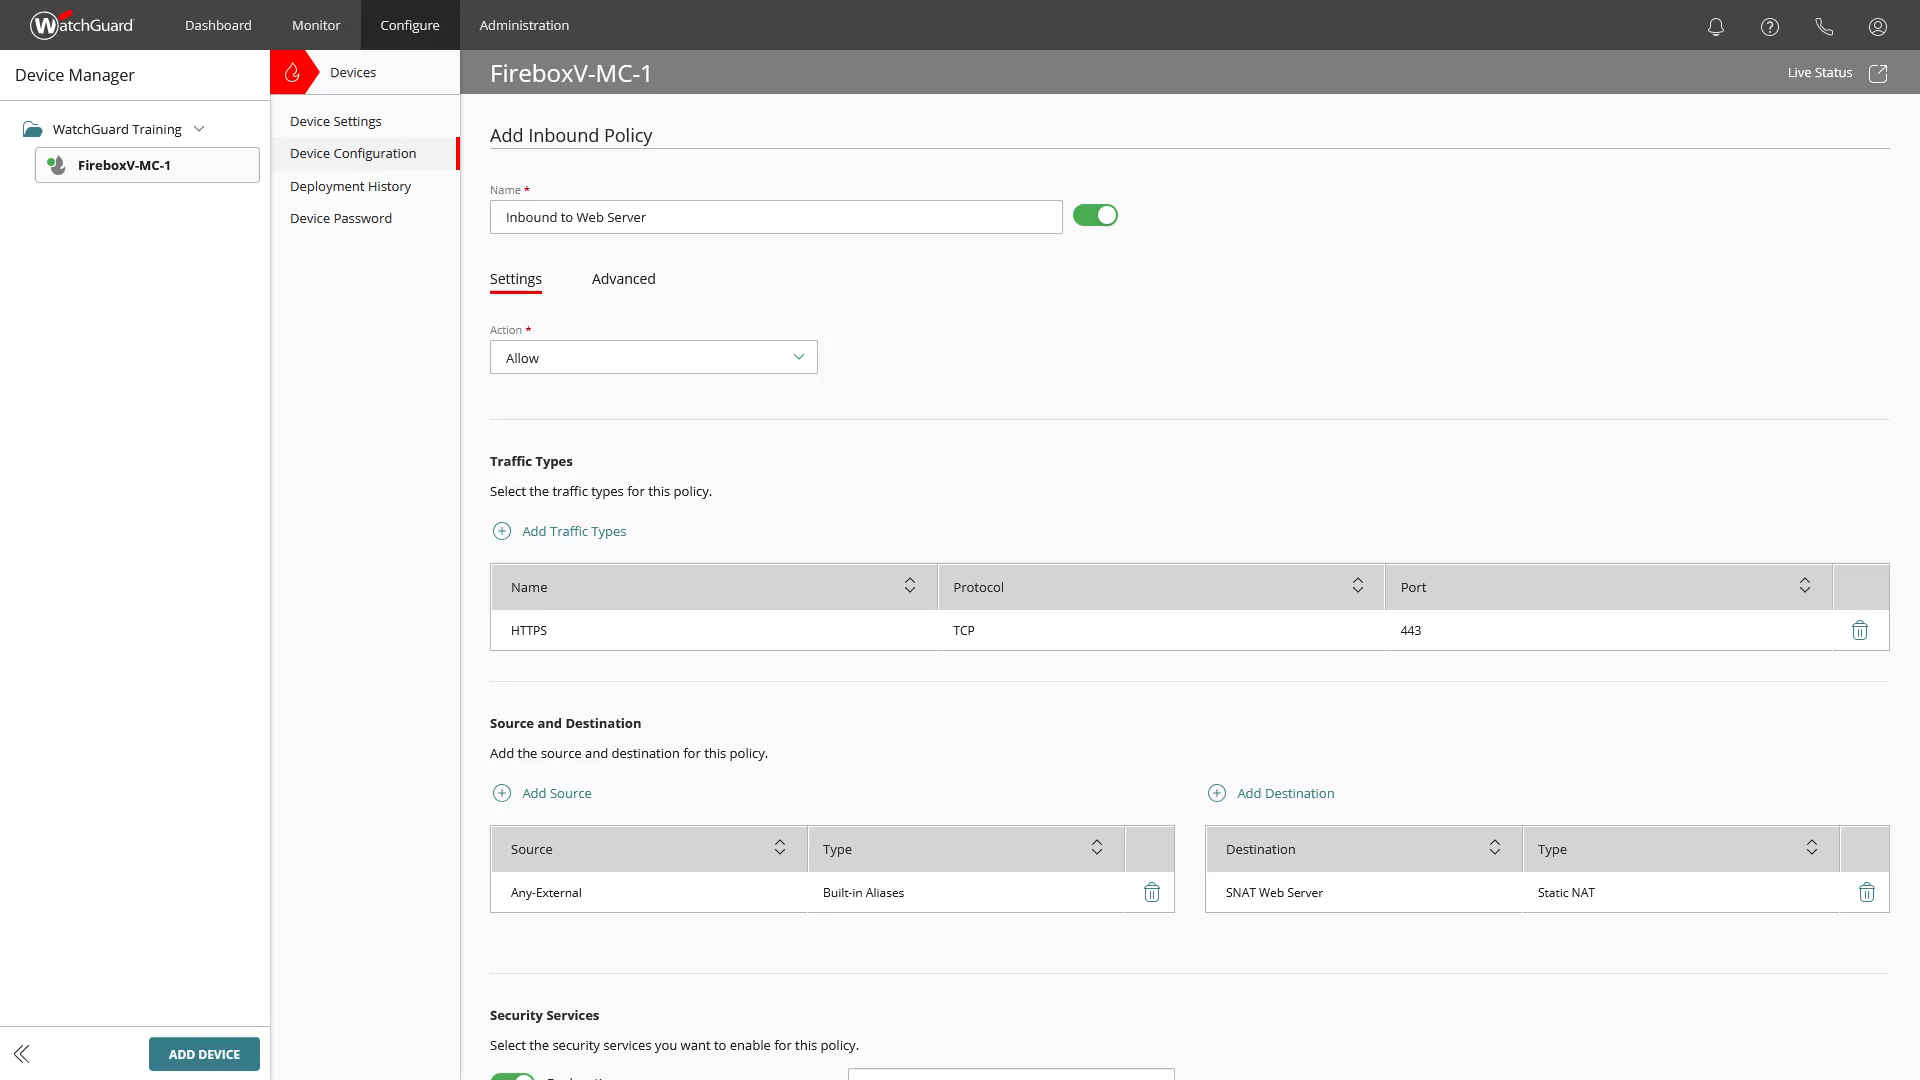 WatchGuard
Dashboard
Monitor
Configure
Administration
Device Manager
Devices
FireboxV-MC-1
Live Status
WatchGuard Training
FireboxV-MC-1
Device Settings
Device Configuration
Deployment History
Device Password
Add Inbound Policy
Name *
Inbound to Web Server
Settings
Advanced
Action *
Allow
Traffic Types
Select the traffic types for this policy.
Add Traffic Types
Name
Protocol
Port
HTTPS
TCP
443
Source and Destination
Add the source and destination for this policy.
Add Source
Add Destination
Source
Type
Destination
Type
Any-External
Built-in Aliases
SNAT Web Server
Static NAT
Security Services
Select the security services you want to enable for this policy.
ADD DEVICE